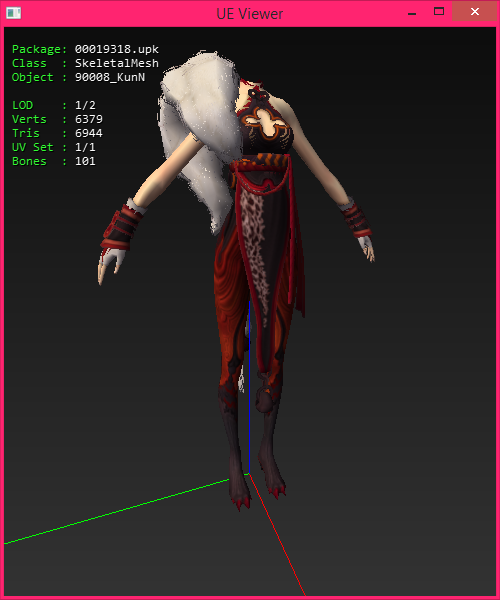 UE Viewer
Package: 00019318.upk
Class : SkeletalMesh
Object : 90008_KunN
LOD : 1/2
Verts : 6379
Tris : 6944
UV Set : 1/1
Bones : 101